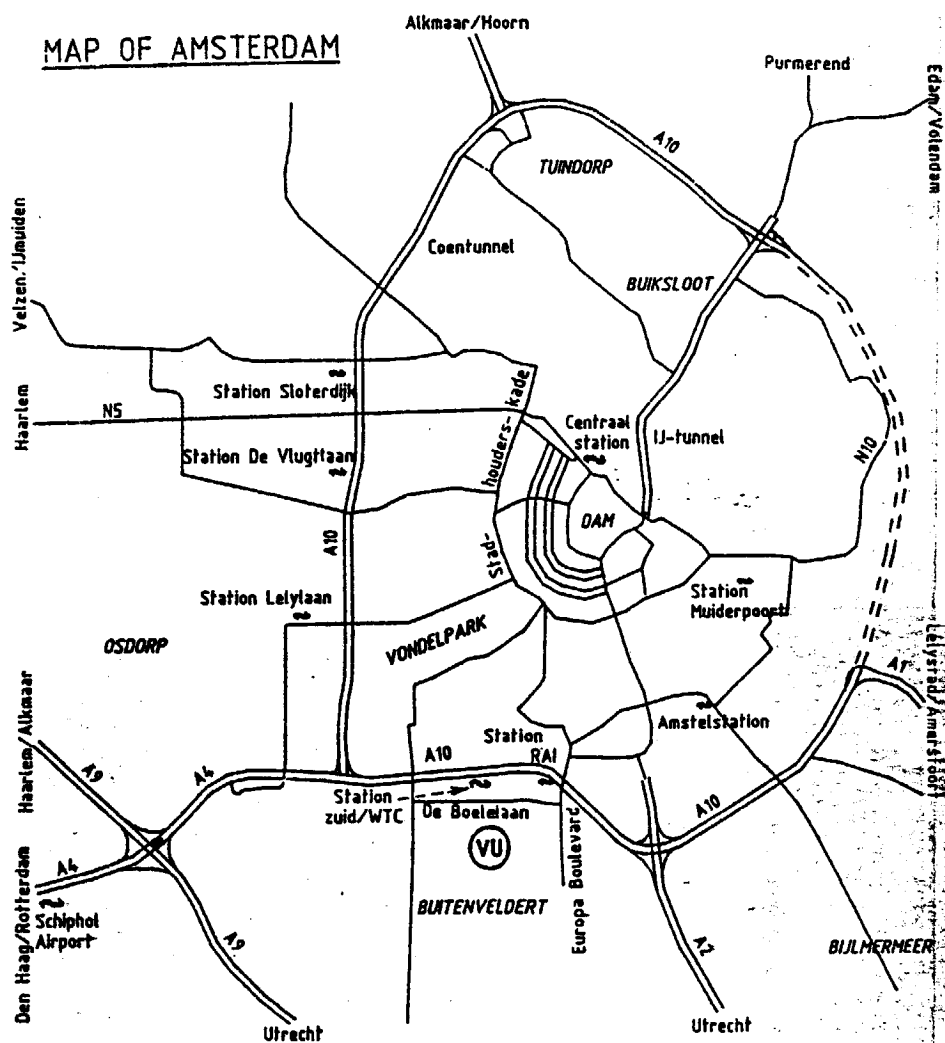 MAP OF AMSTERDAM
Alkmaar/Hoorn
Purmerend
Edam/Volendam
A10
TUINDORP
Coentunnel
BUIKSLOOT
Velzen/IJmuiden
Station Sloterdijk
houders-kade
Haarlem
N5
Centraal
station
IJ-tunnel
Station De Vlugtlaan
N10
DAM
A10
Stap-
Station Lelylaan
Station
Muiderpoort
OSDORP
VONDELPARK
Lelysrad/Amersfoort
A1
Haarlem/Alkmaar
A9
A4
A10
Station
RAI
Amstelstation
A10
Station
zuid/WTC
De Boelelaan
VU
Europa Boulevard
A4
Schiphol
Airport
Den Haag/Rotterdam
BUITENVELDERT
A9
A2
BIJLMERMEER
Utrecht
Utrecht